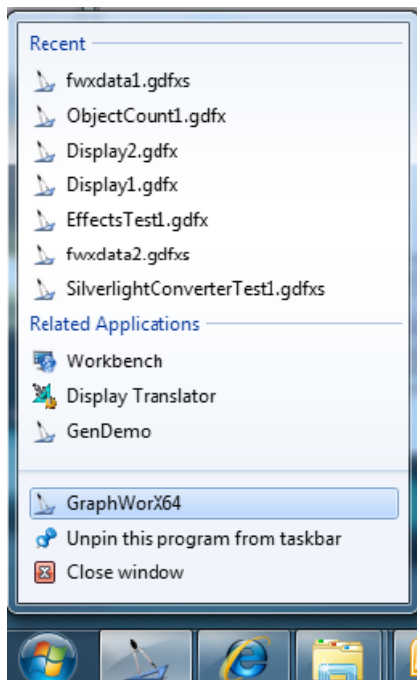 Recent
fwxdata1.gdfxs
ObjectCount1.gdfx
Display2.gdfx
Display1.gdfx
EffectsTest1.gdfx
fwxdata2.gdfxs
SilverlightConverterTest1.gdfxs
Related Applications
Workbench
Display Translator
GenDemo
GraphWorX64
Unpin this program from taskbar
Close window